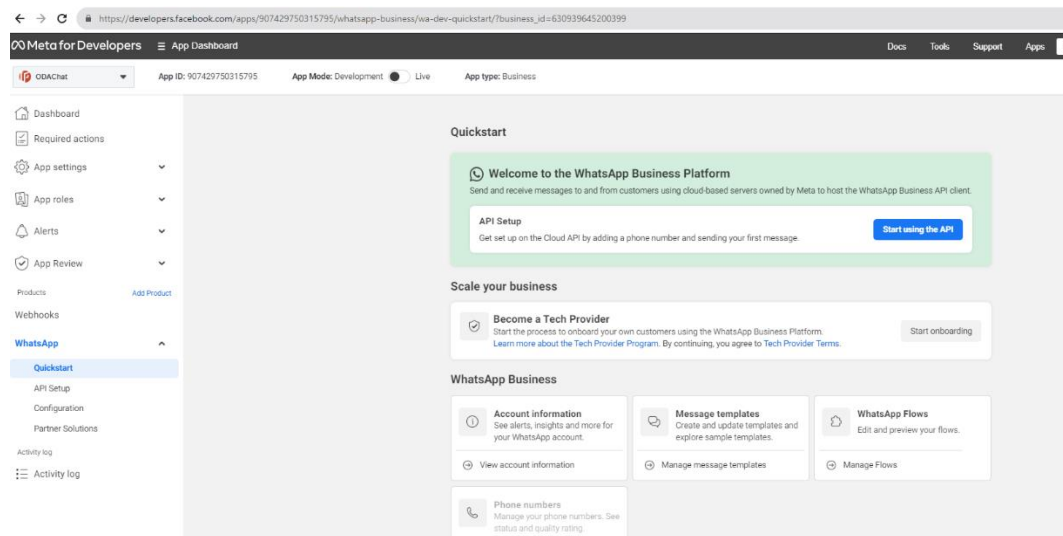 https://developers.facebook.com/apps/907429750315795/whatsapp-business/wa-dev-quickstart/?business_id=630939645200399
Meta for Developers
App Dashboard
Docs
Tools
Support
Apps
ODAChat
App ID: 907429750315795
App Mode: Development
Live
App type: Business
Dashboard
Required actions
App settings
App roles
Alerts
App Review
Products
Add Product
Webhooks
WhatsApp
Quickstart
API Setup
Configuration
Partner Solutions
Activity log
Activity log
Quickstart
Welcome to the WhatsApp Business Platform
Send and receive messages to and from customers using cloud-based servers owned by Meta to host the WhatsApp Business API client.
API Setup
Get set up on the Cloud API by adding a phone number and sending your first message.
Start using the API
Scale your business
Become a Tech Provider
Start the process to onboard your own customers using the WhatsApp Business Platform.
Learn more about the Tech Provider Program. By continuing, you agree to Tech Provider Terms.
Start onboarding
WhatsApp Business
Account information
See alerts, insights and more for
your WhatsApp account.
View account information
Message templates
Create and update templates and
explore sample templates.
Manage message templates
WhatsApp Flows
Edit and preview your flows.
Manage Flows
Phone numbers
Manage your phone numbers. See
status and quality rating.